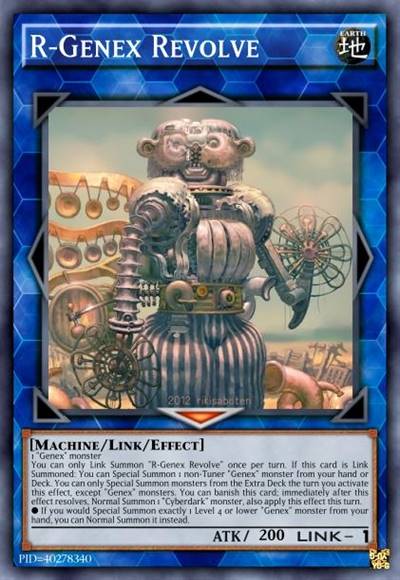 R-Genex Revolve
EARTH
地
2012 rikisaboten
[Machine/Link/Effect]
1 "Genex" monster
You can only Link Summon "R-Genex Revolve" once per turn. If this card is Link
Summoned: You can Special Summon 1 non-Tuner "Genex" monster from your hand or
Deck. You can only Special Summon monsters from the Extra Deck the turn you activate
this effect, except "Genex" monsters. You can banish this card; immediately after this
effect resolves, Normal Summon 1 "Cyberdark" monster, also apply this effect this turn.
● If you would Special Summon exactly 1 Level 4 or lower "Genex" monster from your
hand, you can Normal Summon it instead.
ATK/ 200 LINK- 1
PID=40278340